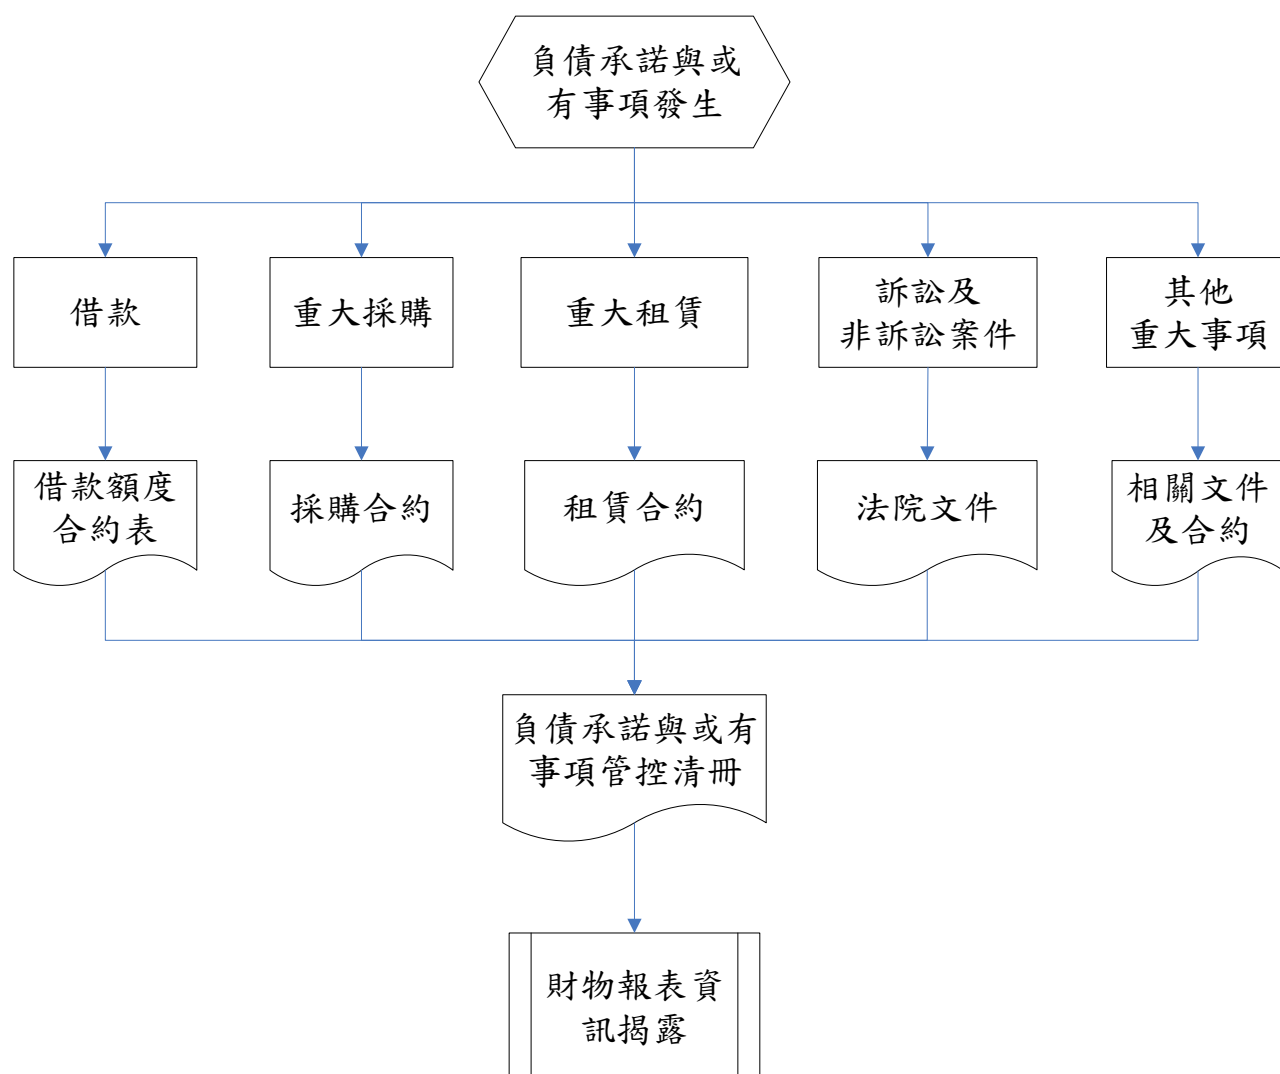 負債承諾與或
有事項發生
借款
重大採購
重大租賃
訴訟及
非訴訟案件
其他
重大事項
借款額度
合約表
採購合約
租賃合約
法院文件
相關文件
及合約
負債承諾與或有
事項管控清冊
財物報表資
訊揭露